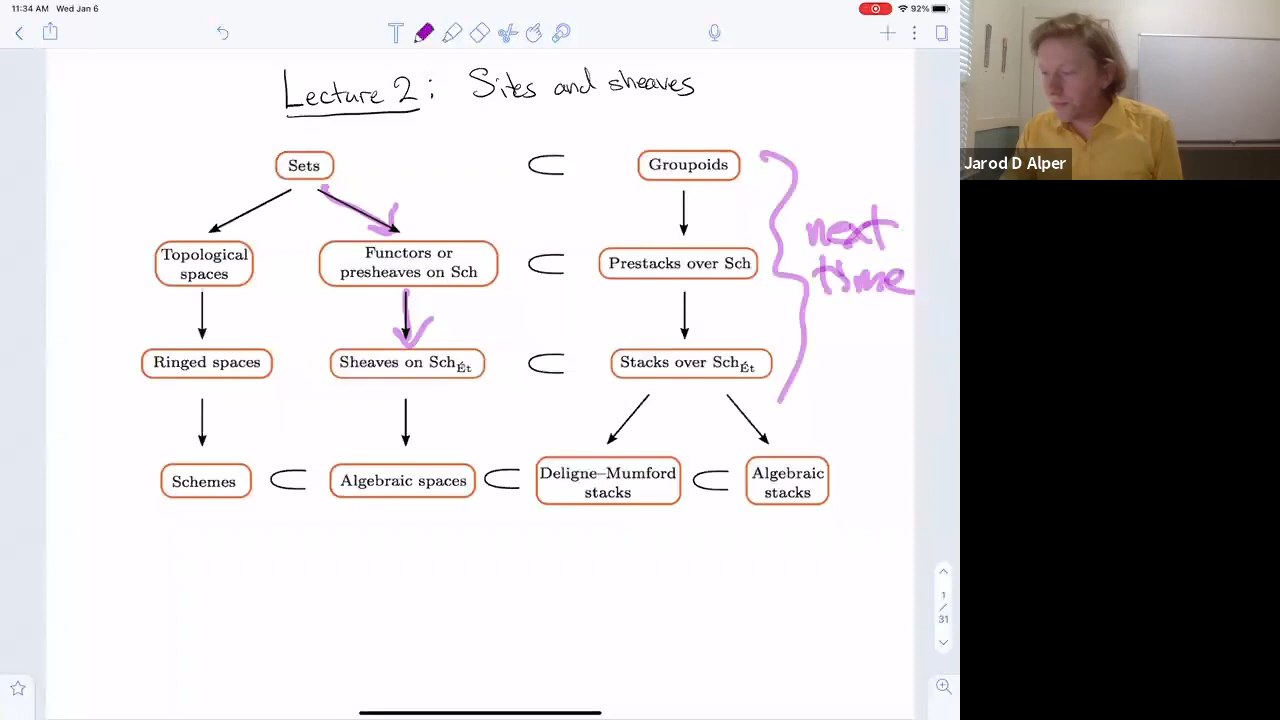 11:34 AM Wed Jan 6
92%
Lecture 2: Sites and sheaves
Sets
⊂
Groupoids
next
time
Topological
spaces
Functors or
presheaves on Sch
⊂
Prestacks over Sch
Ringed spaces
Sheaves on SchÉt
⊂
Stacks over SchÉt
Schemes
⊂
Algebraic spaces
⊂
Deligne–Mumford
stacks
⊂
Algebraic
stacks
1
/
31
Jarod D Alper